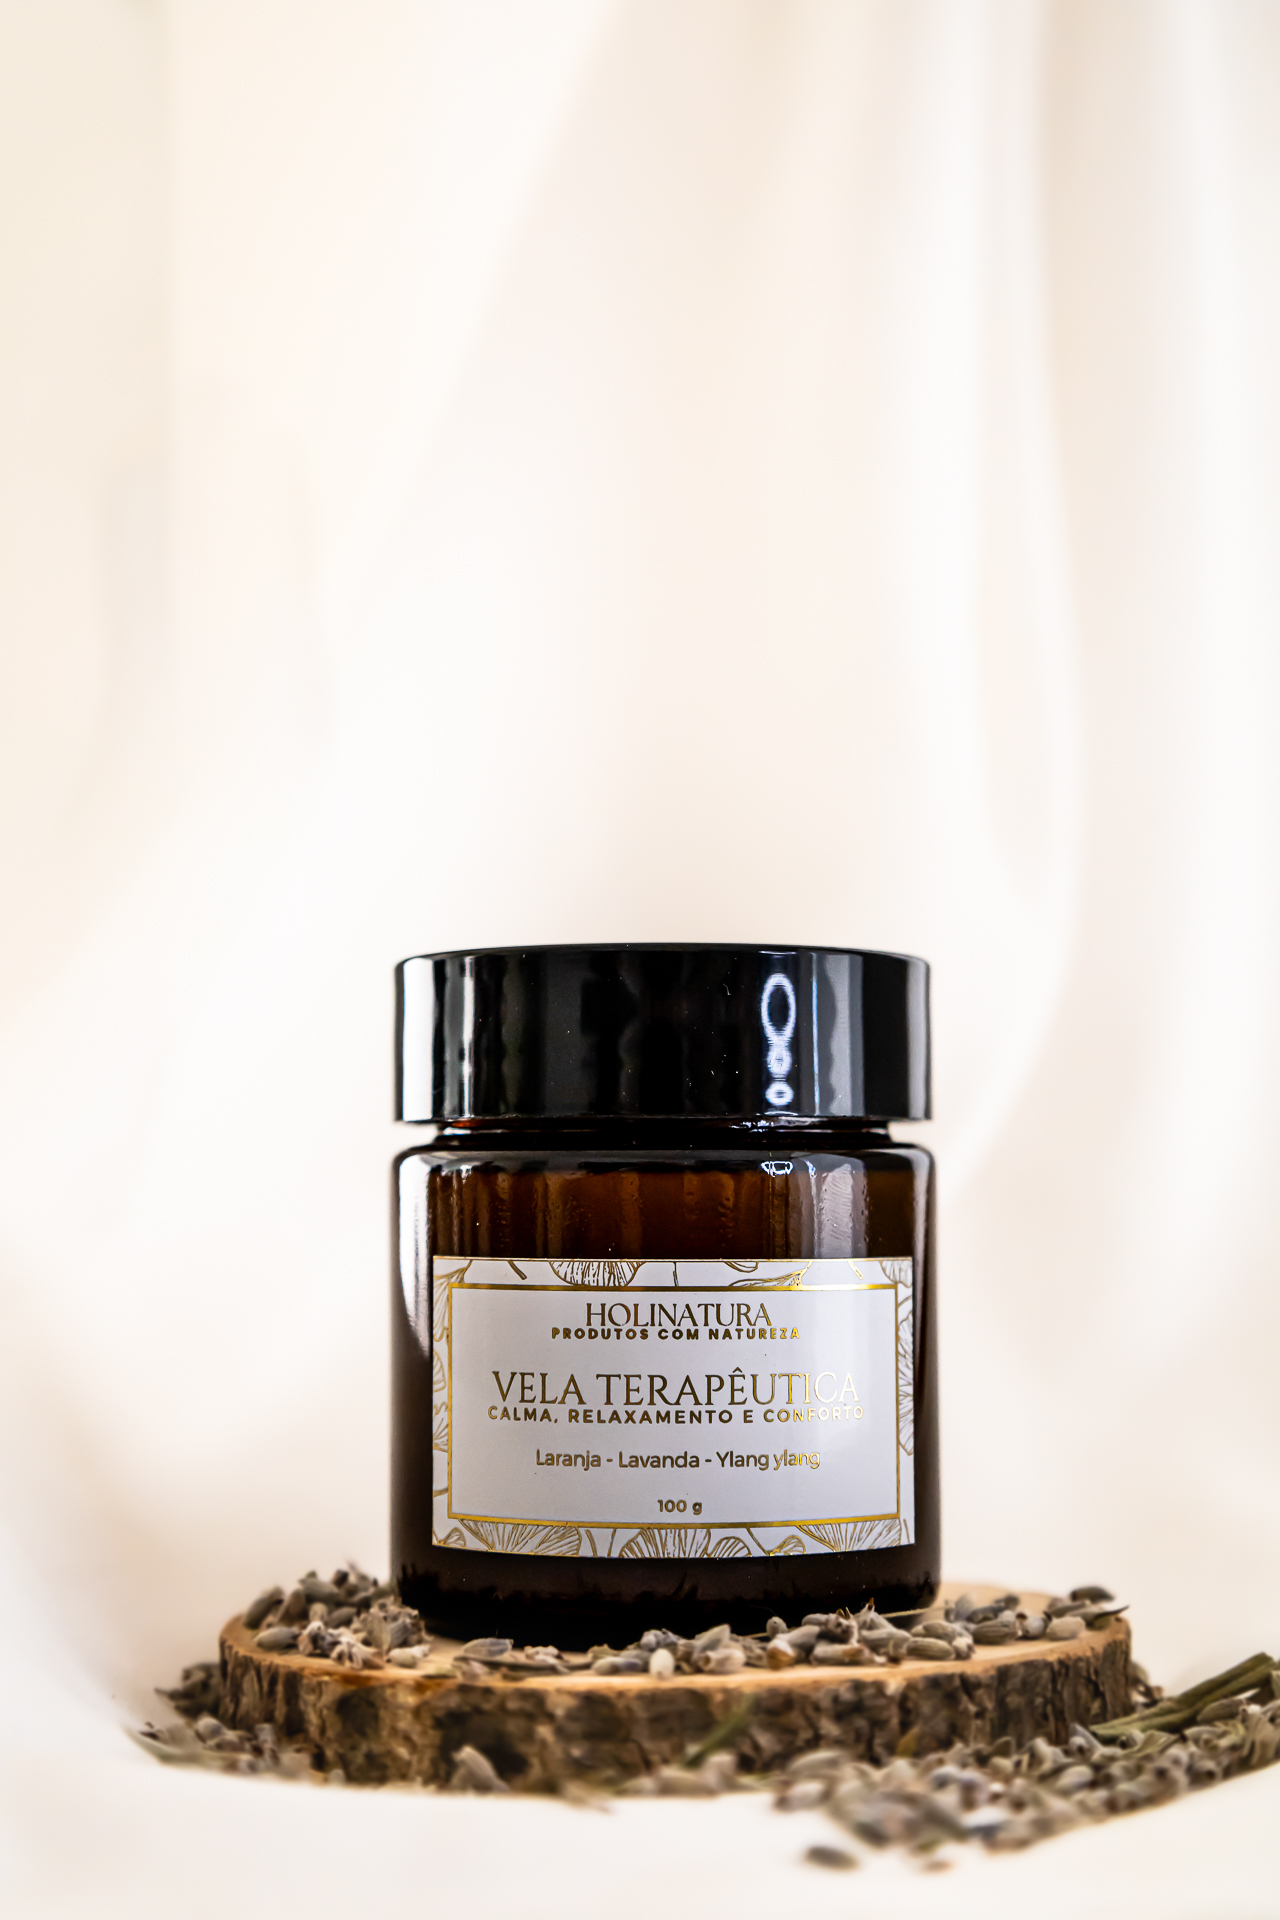 HOLINATURA
PRODUTOS COM NATUREZA
VELA TERAPÊUTICA
CALMA, RELAXAMENTO E CONFORTO
Laranja - Lavanda - Ylang ylang
100 g